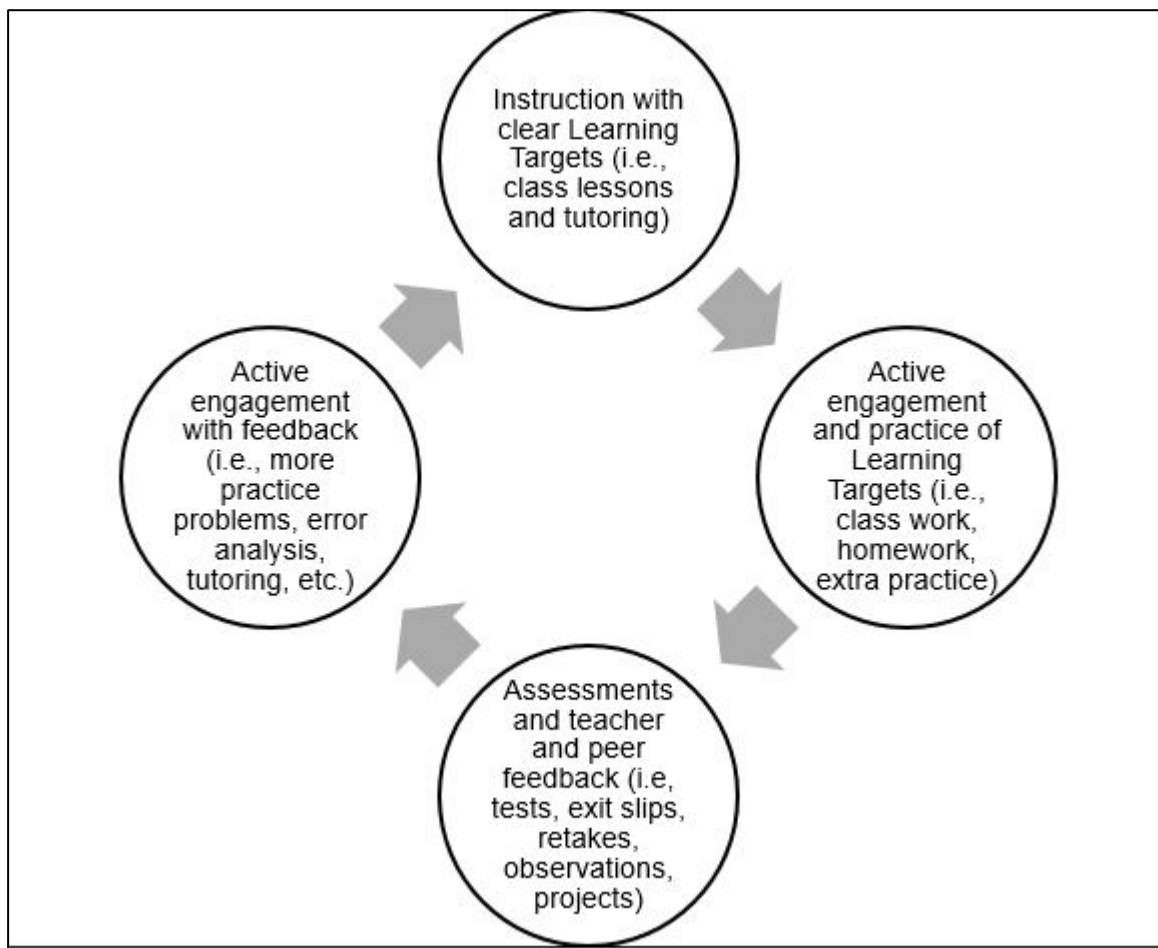 Instruction with
clear Learning
Targets (i.e.,
class lessons
and tutoring)
Active
engagement
and practice of
Learning
Targets (i.e.,
class work,
homework,
extra practice)
Assessments
and teacher
and peer
feedback (i.e,
tests, exit slips,
retakes,
observations,
projects)
Active
engagement
with feedback
(i.e., more
practice
problems, error
analysis,
tutoring, etc.)